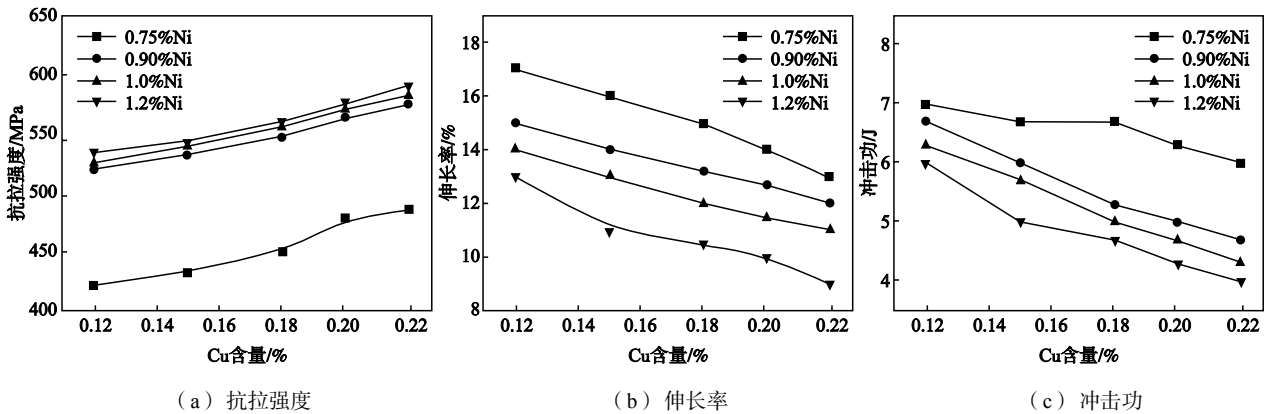 650
600
550
500
450
400
抗拉强度/MPa
0.75%Ni
0.90%Ni
1.0%Ni
1.2%Ni
0.12 0.14 0.16 0.18 0.20 0.22
Cu含量/%
(a)抗拉强度
18
16
14
12
10
8
伸长率/%
0.75%Ni
0.90%Ni
1.0%Ni
1.2%Ni
0.12 0.14 0.16 0.18 0.20 0.22
Cu含量/%
(b)伸长率
8
7
6
5
4
冲击功/J
0.75%Ni
0.90%Ni
1.0%Ni
1.2%Ni
0.12 0.14 0.16 0.18 0.20 0.22
Cu含量/%
(c)冲击功